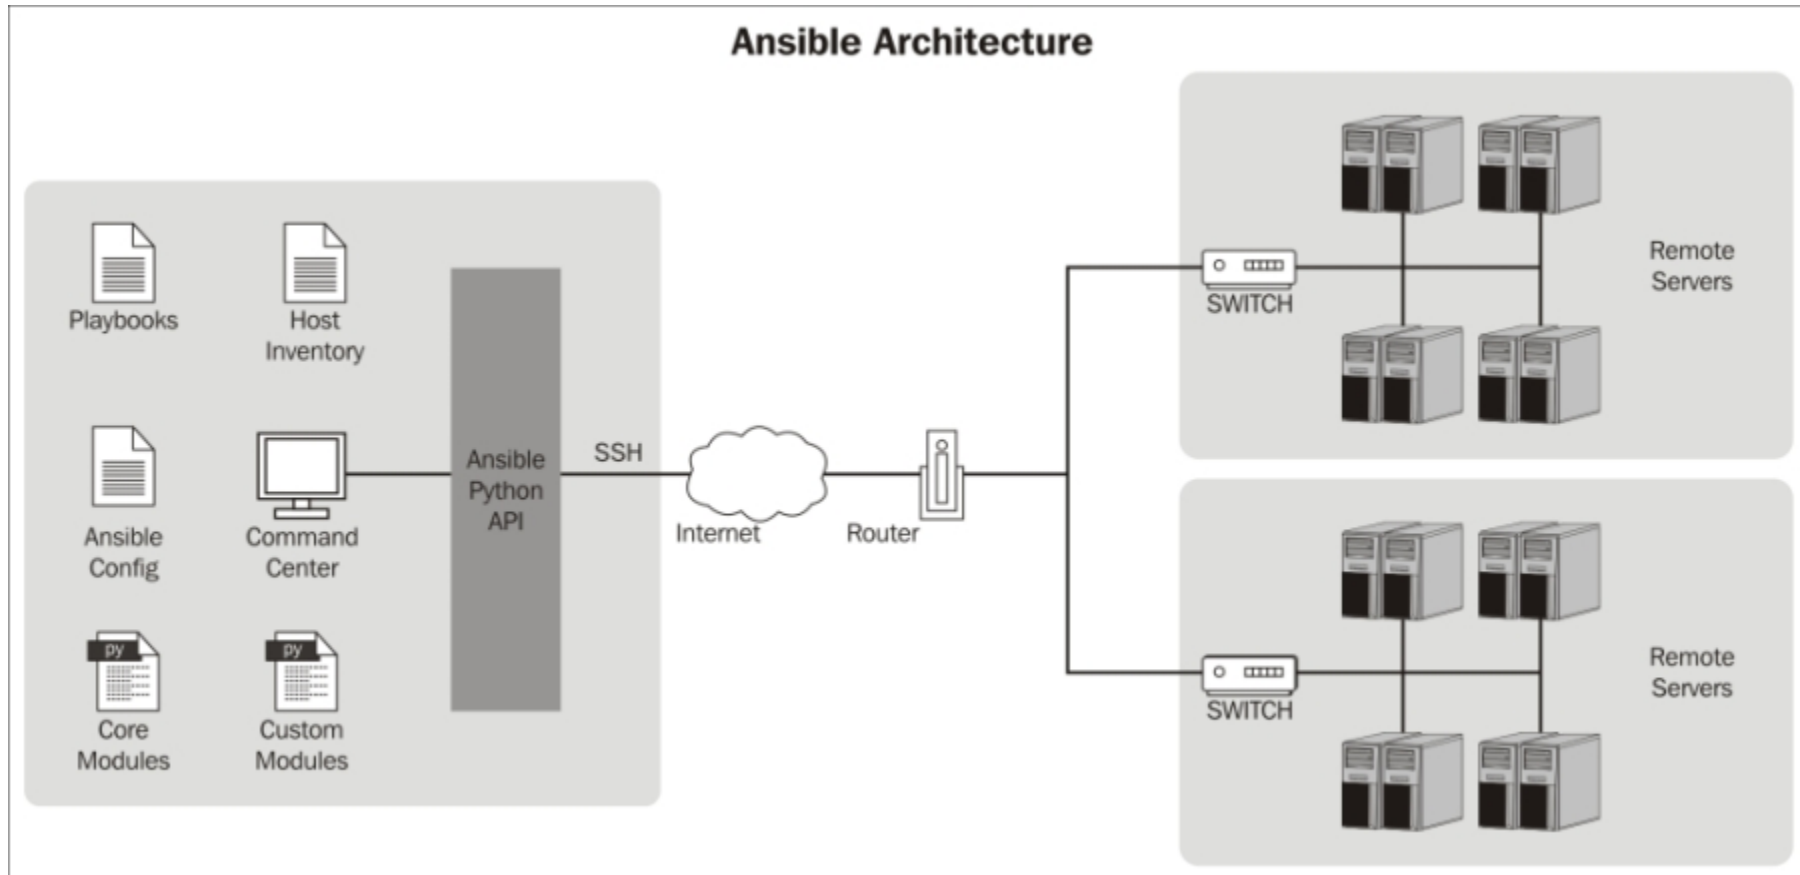 Ansible Architecture
Playbooks
Host
Inventory
Ansible
Config
Command
Center
py
Core
Modules
py
Custom
Modules
Ansible
Python
API
SSH
Internet
Router
SWITCH
Remote
Servers
SWITCH
Remote
Servers